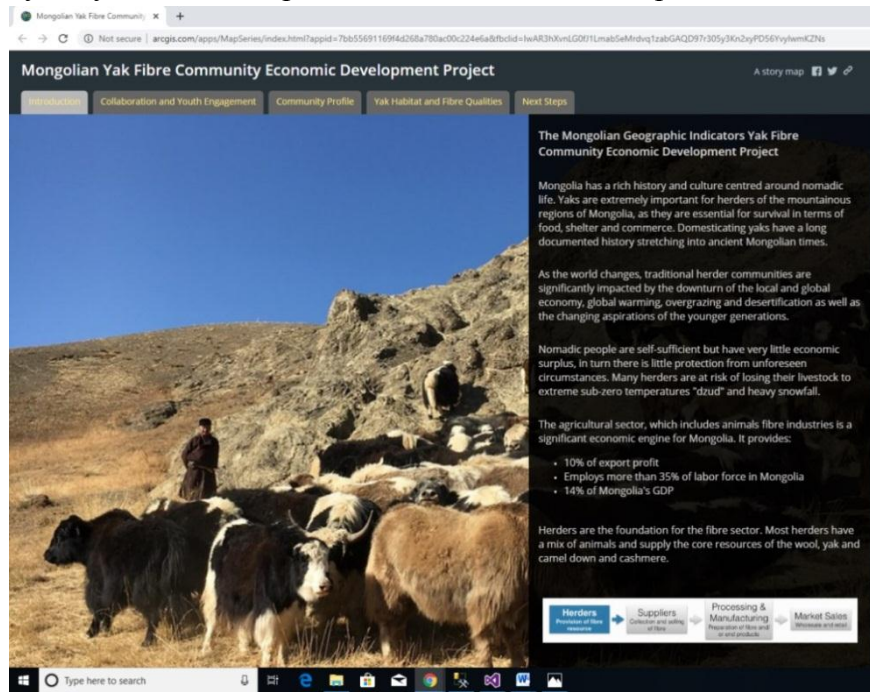 Mongolian Yak Fibre Community
Not secure | arcgis.com/apps/MapSeries/index.html?appid=7bb55691169f4d268a780ac00c224e6a&fbclid=
Mongolian Yak Fibre Community Economic Development Project
A story map
Introduction
Collaboration and Youth Engagement
Community Profile
Yak Habitat and Fibre Qualities
Next Steps
The Mongolian Geographic Indicators Yak Fibre
Community Economic Development Project
Mongolia has a rich history and culture centred around nomadic
life. Yaks are extremely important for herders of the mountainous
regions of Mongolia, as they are essential for survival in terms of
food, shelter and commerce. Domesticating yaks have a long
documented history stretching into ancient Mongolian times.
As the world changes, traditional herder communities are
significantly impacted by the downturn of the local and global
economy, global warming, overgrazing and desertification as well as
the changing aspirations of the younger generations.
Nomadic people are self-sufficient but have very little economic
surplus, in turn there is little protection from unforeseen
circumstances. Many herders are at risk of losing their livestock to
extreme sub-zero temperatures "dzud" and heavy snowfall.
The agricultural sector, which includes animals fibre industries is a
significant economic engine for Mongolia. It provides:
• 10% of export profit
• Employs more than 35% of labor force in Mongolia
• 14% of Mongolia's GDP
Herders are the foundation for the fibre sector. Most herders have
a mix of animals and supply the core resources of the wool, yak and
camel down and cashmere.
Herders
Provision of fibre
resource
Suppliers
Collection and selling
of fibre
Processing &
Manufacturing
Preparation of fibre and/
or end products
Market Sales
Wholesale and retail
Type here to search